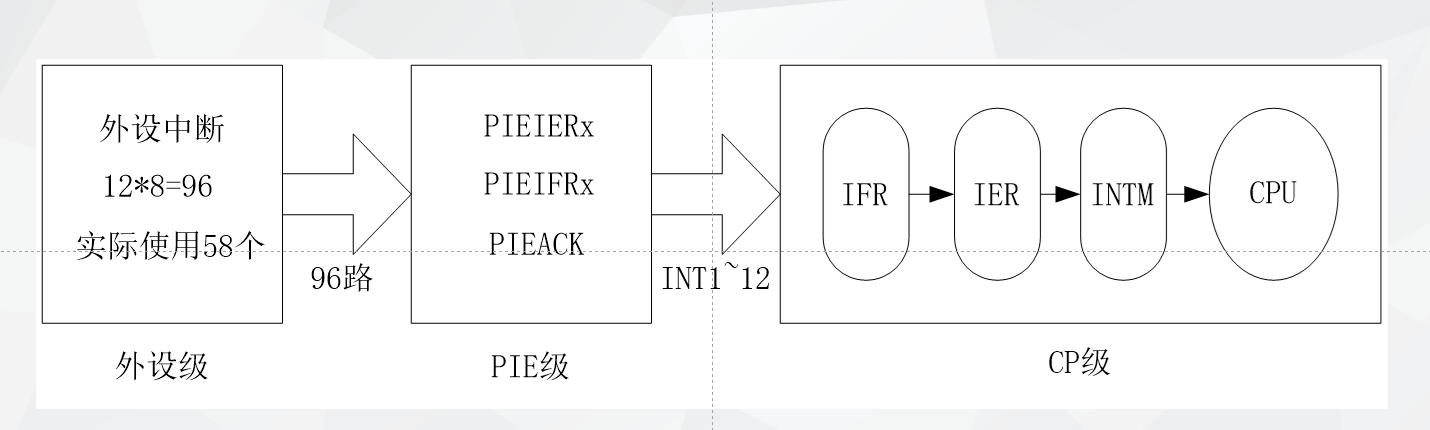 外设中断
12*8=96
实际使用58个
96路
外设级
PIEIERx
PIEIFRx
PIEACK
INT1~12
PIE级
IFR
IER
INTM
CPU
CP级